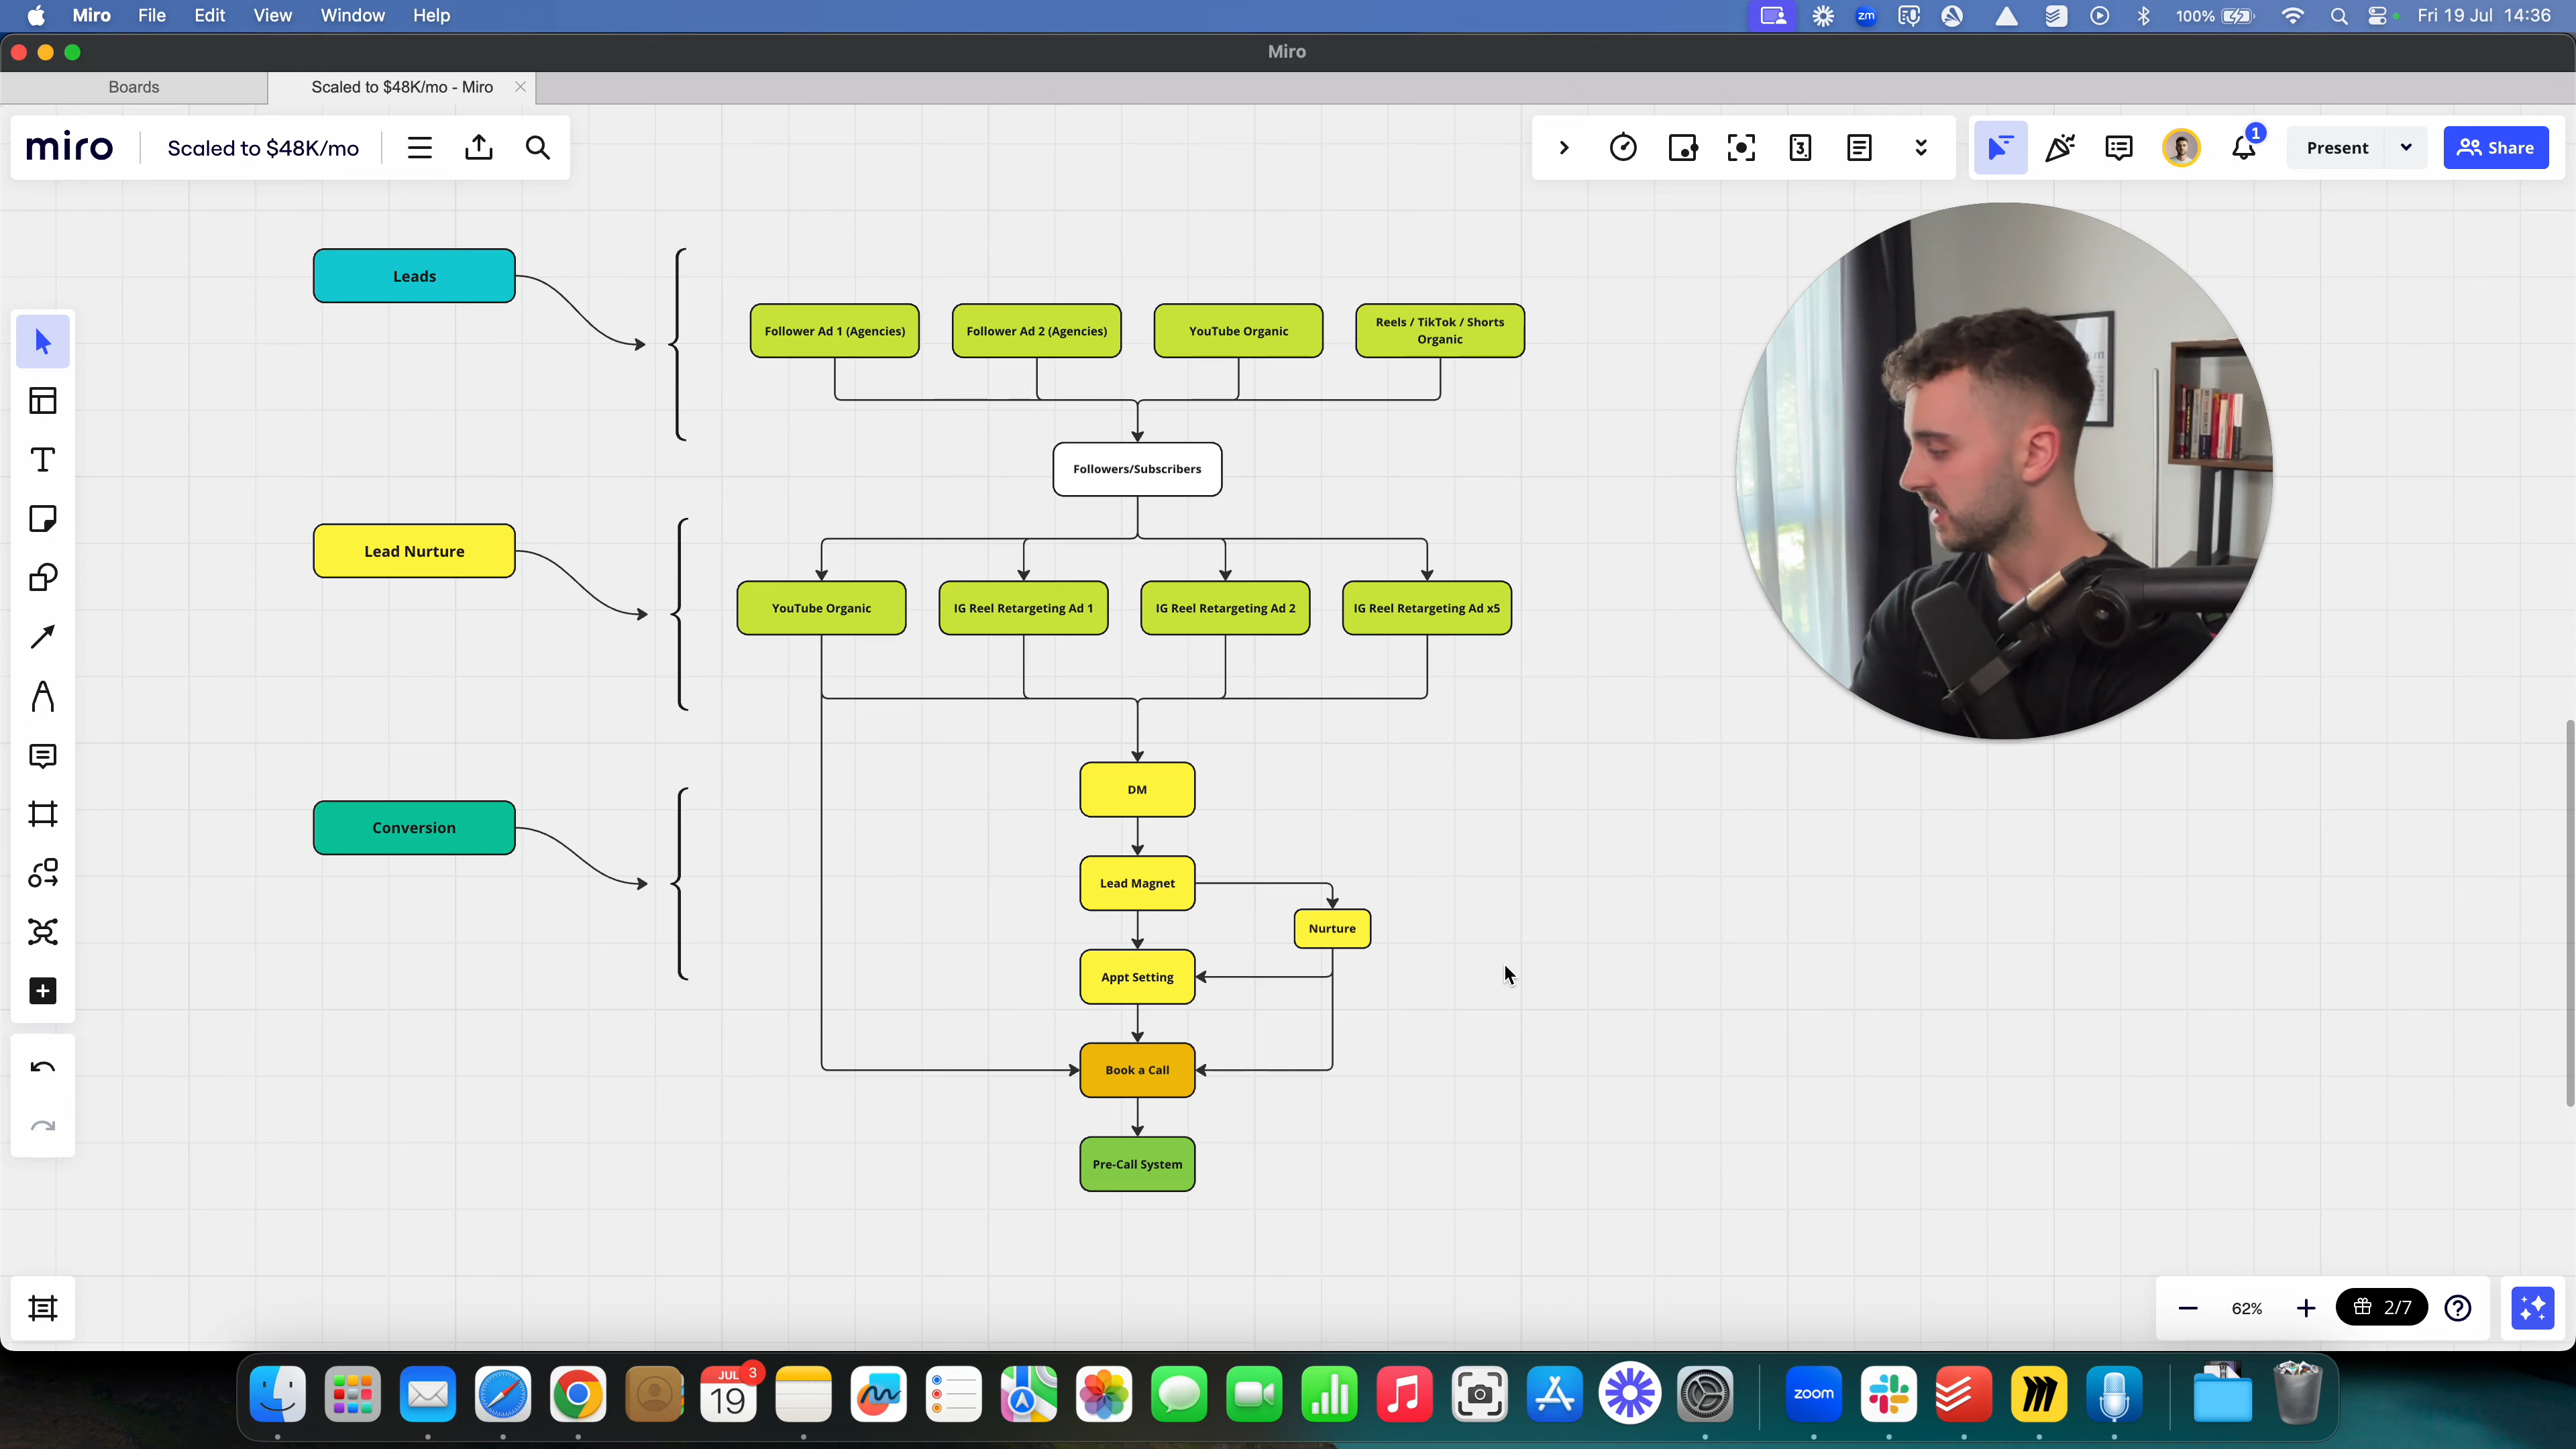 Miro File Edit View Window Help
zm
100%
Fri 19 Jul 14:36
Miro
Boards
Scaled to $48K/mo - Miro
miro
Scaled to $48K/mo
3
1
Present
Share
Leads
Follower Ad 1 (Agencies)
Follower Ad 2 (Agencies)
YouTube Organic
Reels / TikTok / Shorts
Organic
Followers/Subscribers
Lead Nurture
YouTube Organic
IG Reel Retargeting Ad 1
IG Reel Retargeting Ad 2
IG Reel Retargeting Ad x5
DM
Conversion
Lead Magnet
Nurture
Appt Setting
Book a Call
Pre-Call System
62%
2/7
JUL
3
19
zoom